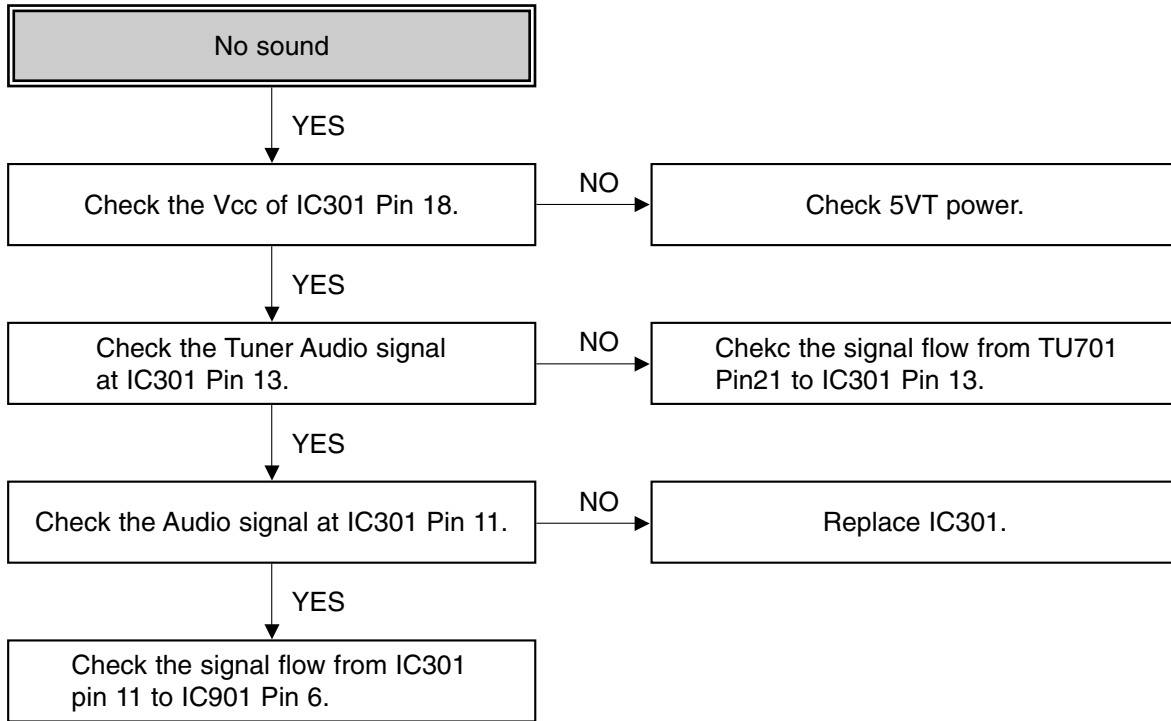 No sound
YES
Check the Vcc of IC301 Pin 18.
NO
Check 5VT power.
YES
Check the Tuner Audio signal
at IC301 Pin 13.
NO
Chekc the signal flow from TU701
Pin21 to IC301 Pin 13.
YES
Check the Audio signal at IC301 Pin 11.
NO
Replace IC301.
YES
Check the signal flow from IC301
pin 11 to IC901 Pin 6.